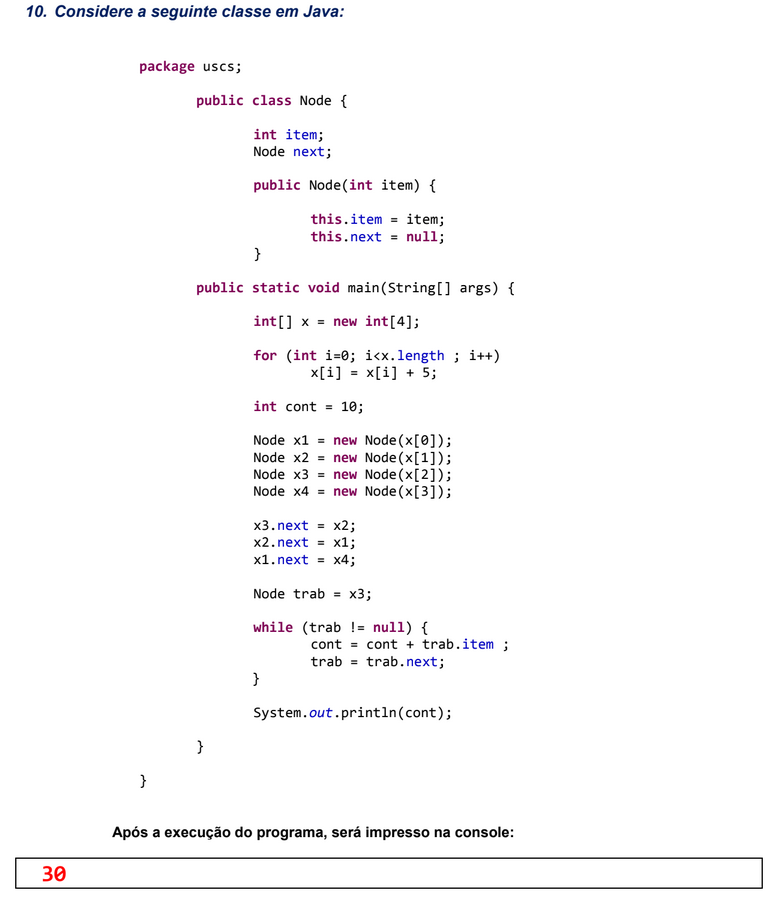 10. Considere a seguinte classe em Java:
package uscs;
public class Node {
int item;
Node next;
public Node(int item) {
this.item = item;
this.next = null;
}
public static void main(String[] args) {
int[] x = new int[4];
for (int i=0; i<x.length ; i++)
x[i] = x[i] + 5;
int cont = 10;
Node x1 = new Node(x[0]);
Node x2 = new Node(x[1]);
Node x3 = new Node(x[2]);
Node x4 = new Node(x[3]);
x3.next = x2;
x2.next = x1;
x1.next = x4;
Node trab = x3;
while (trab != null) {
cont = cont + trab.item ;
trab = trab.next;
}
System.out.println(cont);
}
}
Após a execução do programa, será impresso na console:
30